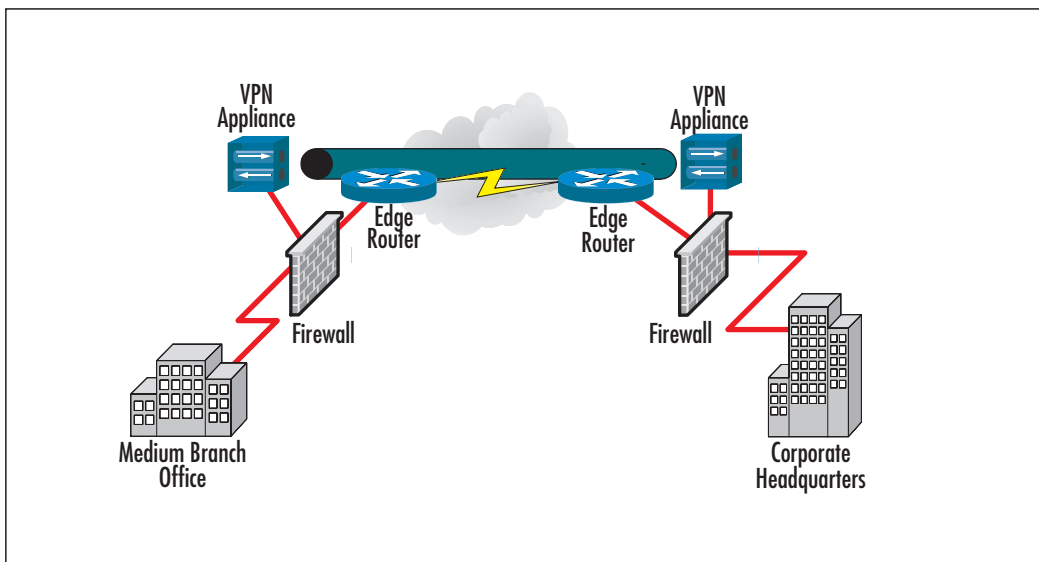 VPN
Appliance
VPN
Appliance
Edge
Router
Edge
Router
Firewall
Firewall
Medium Branch
Office
Corporate
Headquarters